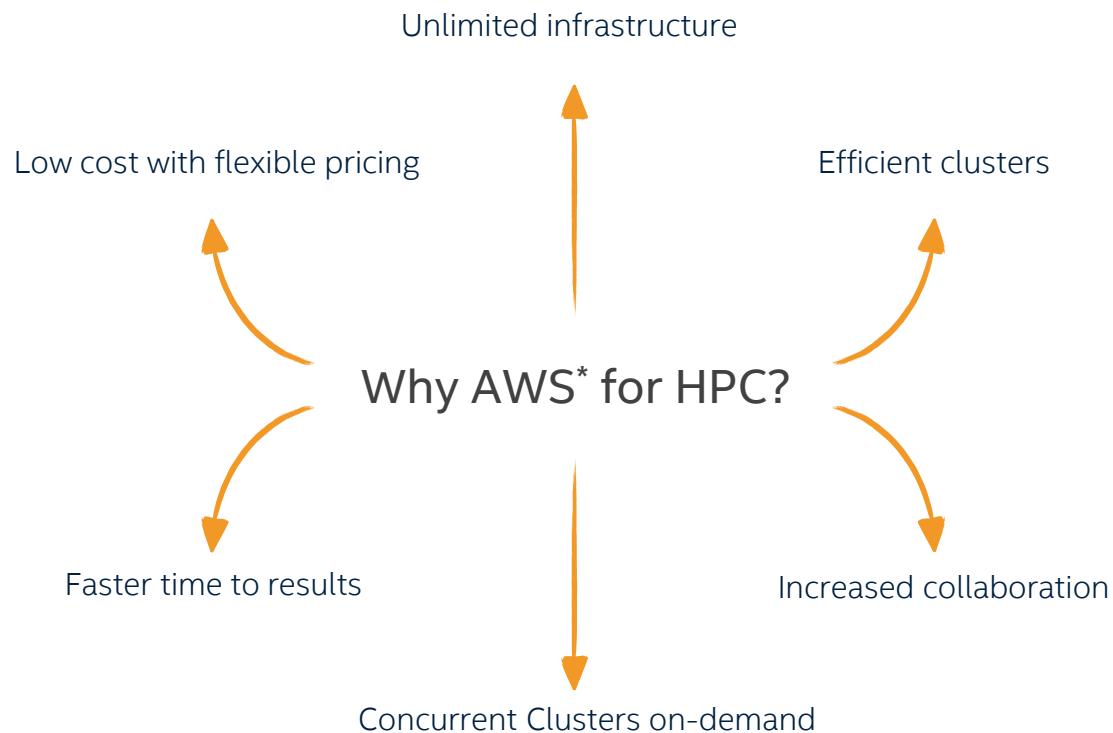 Unlimited infrastructure
Low cost with flexible pricing
Efficient clusters
Why AWS* for HPC?
Faster time to results
Increased collaboration
Concurrent Clusters on-demand